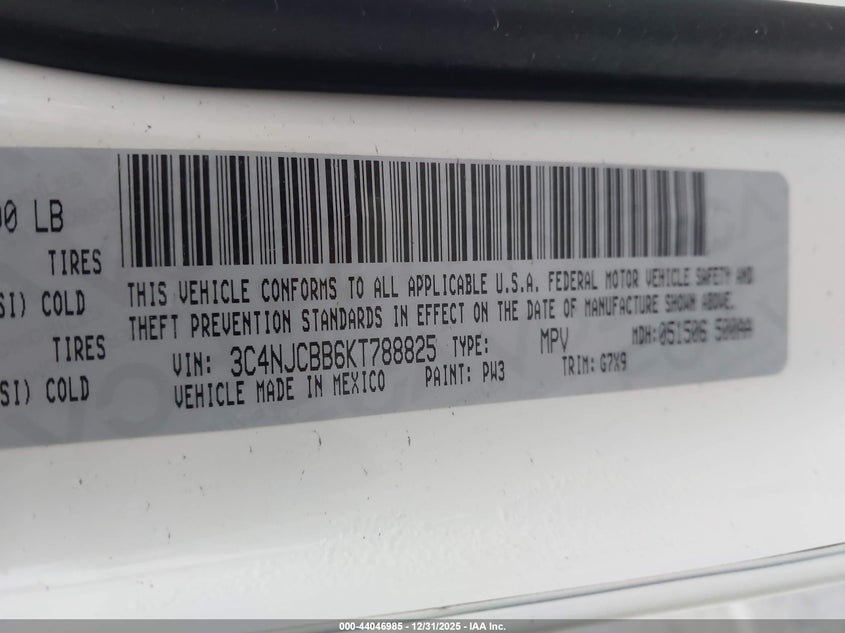 00 LB
TIRES
SI) COLD
TIRES
SI) COLD
THIS VEHICLE CONFORMS TO ALL APPLICABLE U.S.A. FEDERAL MOTOR VEHICLE SAFETY AND
THEFT PREVENTION STANDARDS IN EFFECT ON THE DATE OF MANUFACTURE SHOWN ABOVE.
VIN: 3C4NJCBB6KT788825 TYPE: MPV MDH:051506 500AA
VEHICLE MADE IN MEXICO PAINT: PW3 TRIM: G7X9
000-44046985 - 12/31/2025 - IAA Inc.